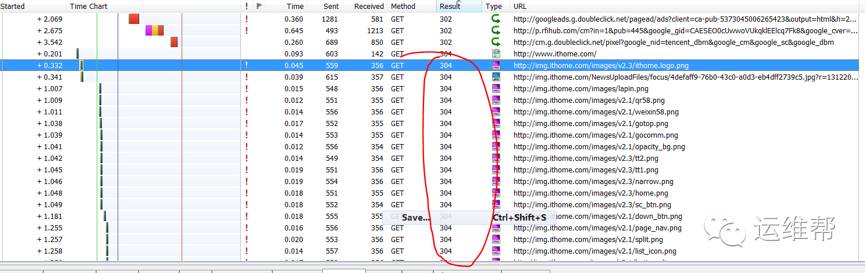 Started Time Chart ! Time Sent Received Method Result Type URL
+ 2.069 0.360 1281 581 GET 302 http://googleads.g.doubleclick.net/pagead/ads?client=ca-pub-5373045006265423&output=html&h=2...
+ 2.675 ! 0.645 493 1213 GET 302 http://p.rfihub.com/cm?in=1&pub=445&google_gid=CAESEO0cUwwoVUkqklEElcq7Fk8&google_cver=...
+ 3.542 0.260 689 850 GET 302 http://cm.g.doubleclick.net/pixel?google_nid=tencent_dbm&google_cm&google_sc&google_dbm
+ 0.201 ! 0.093 603 142 GET 304 http://www.ithome.com/
+ 0.332 ! 0.045 559 356 GET 304 http://img.ithome.com/images/v2.3/ithome.logo.png
+ 0.341 ! 0.039 615 357 GET 304 http://img.ithome.com/NewsUploadFiles/focus/4defaff9-76b0-43c0-a0d3-eb4dff2739c5.jpg?r=131220...
+ 1.007 ! 0.015 548 356 GET 304 http://img.ithome.com/images/lapin.png
+ 1.009 ! 0.012 551 356 GET 304 http://img.ithome.com/images/v2.1/qr58.png
+ 1.011 ! 0.014 556 356 GET 304 http://img.ithome.com/images/v2.1/weixin58.png
+ 1.038 ! 0.017 552 356 GET 304 http://img.ithome.com/images/v2.1/gotop.png
+ 1.039 ! 0.014 553 355 GET 304 http://img.ithome.com/images/v2.1/gocomm.png
+ 1.041 ! 0.012 556 354 GET 304 http://img.ithome.com/images/v2.1/opacity_bg.png
+ 1.042 ! 0.014 549 354 GET 304 http://img.ithome.com/images/v2.3/tt2.png
+ 1.045 ! 0.015 549 355 GET 304 http://img.ithome.com/images/v2.3/tt1.png
+ 1.046 ! 0.019 552 354 GET 304 http://img.ithome.com/images/v2.3/narrow.png
+ 1.048 ! 0.018 551 354 GET 304 http://img.ithome.com/images/v2.3/home.png
+ 1.049 ! 0.018 553 354 GET 304 http://img.ithome.com/images/v2.3/sc_btn.png
+ 1.181 ! 0.015 555 355 GET Save... 304 Ctrl+Shift+S http://img.ithome.com/images/v2.1/down_btn.png
+ 1.255 ! 0.017 556 356 GET 304 http://img.ithome.com/images/v2.1/page_nav.png
+ 1.256 ! 0.020 553 356 GET 304 http://img.ithome.com/images/v2.1/split.png
+ 1.258 ! 0.014 557 356 GET 304 http://img.ithome.com/images/v2.1/list_icon.png
运维帮